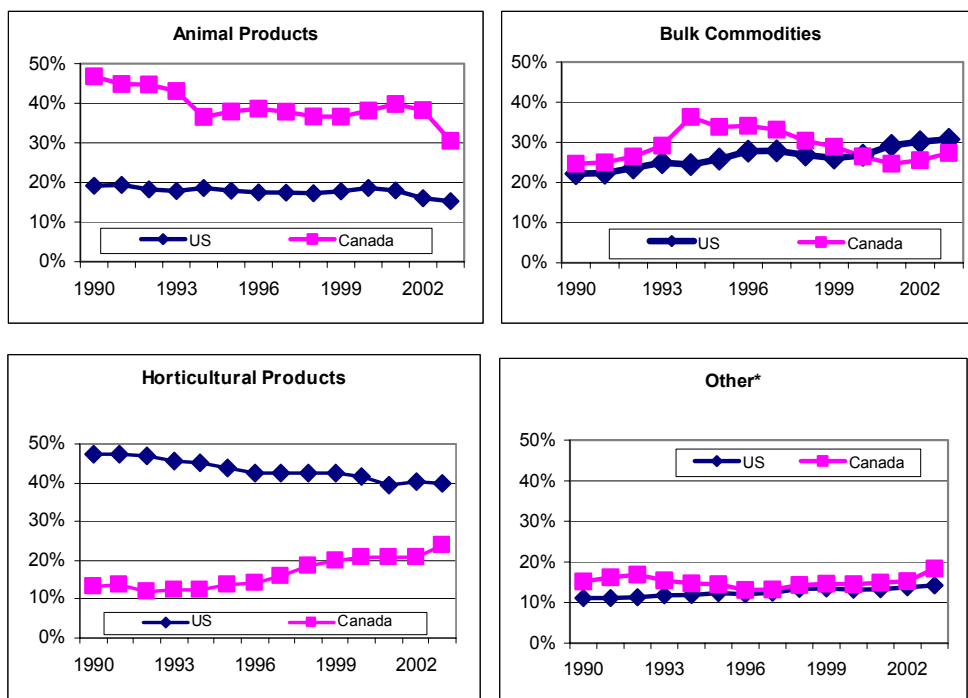 Animal Products
50%
40%
30%
20%
10%
0%
US Canada
1990 1993 1996 1999 2002
Bulk Commodities
50%
40%
30%
20%
10%
0%
US Canada
1990 1993 1996 1999 2002
Horticultural Products
50%
40%
30%
20%
10%
0%
US Canada
1990 1993 1996 1999 2002
Other*
50%
40%
30%
20%
10%
0%
US Canada
1990 1993 1996 1999 2002